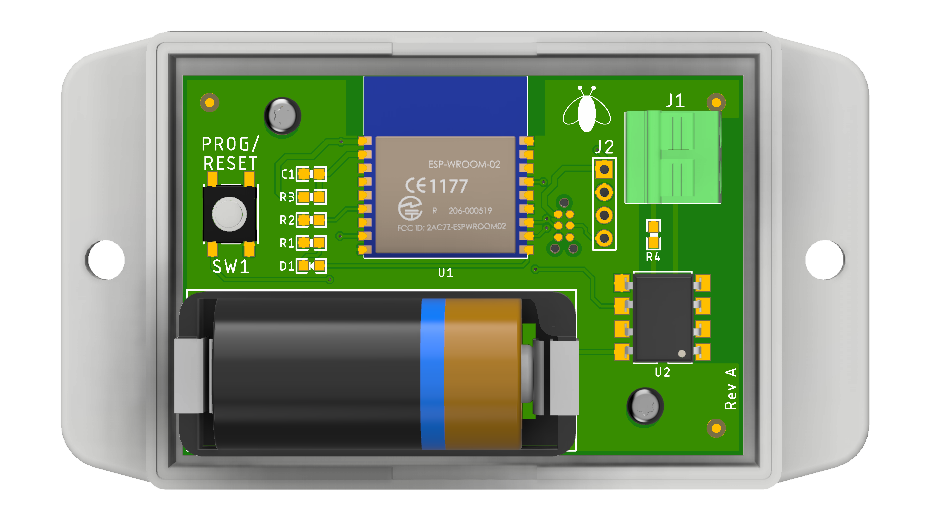 PROG/
RESET
C1
R3
R2
R1
D1
SW1
ESP-WROOM-02
CE1177
R 206-000519
FCC ID: 2AC7Z-ESPWROOM02
U1
J2
J1
R4
U2
Rev A